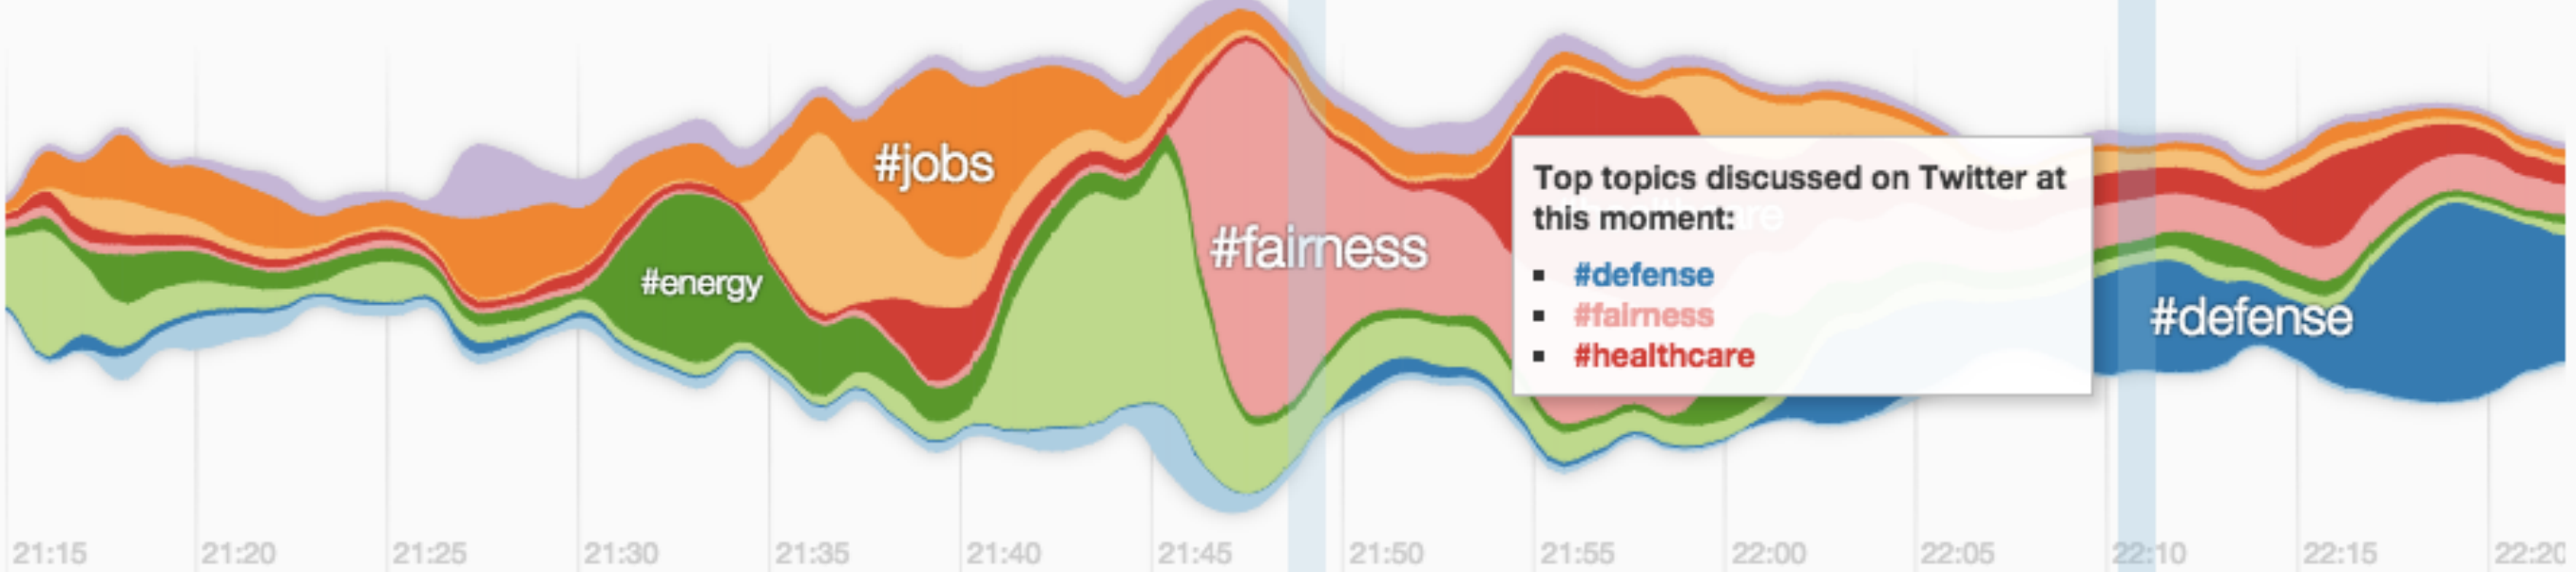 #jobs
#energy
#fairness
Top topics discussed on Twitter at
this moment:
#defense
#fairness
#healthcare
#defense
21:15 21:20 21:25 21:30 21:35 21:40 21:45 21:50 21:55 22:00 22:05 22:10 22:15 22:20